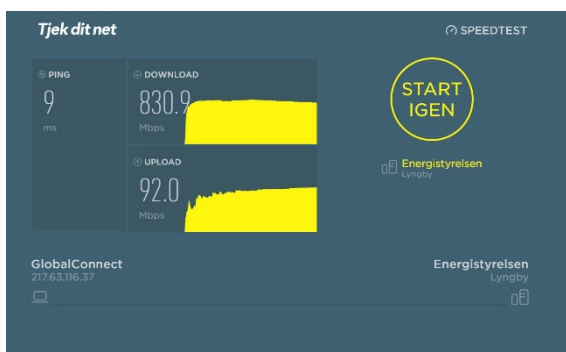 Tjek dit net
SPEEDTEST
PING
9
ms
DOWNLOAD
830.9
Mbps
UPLOAD
92.0
Mbps
START
IGEN
Energistyrelsen
Lyngby
GlobalConnect
217.63.116.37
Energistyrelsen
Lyngby